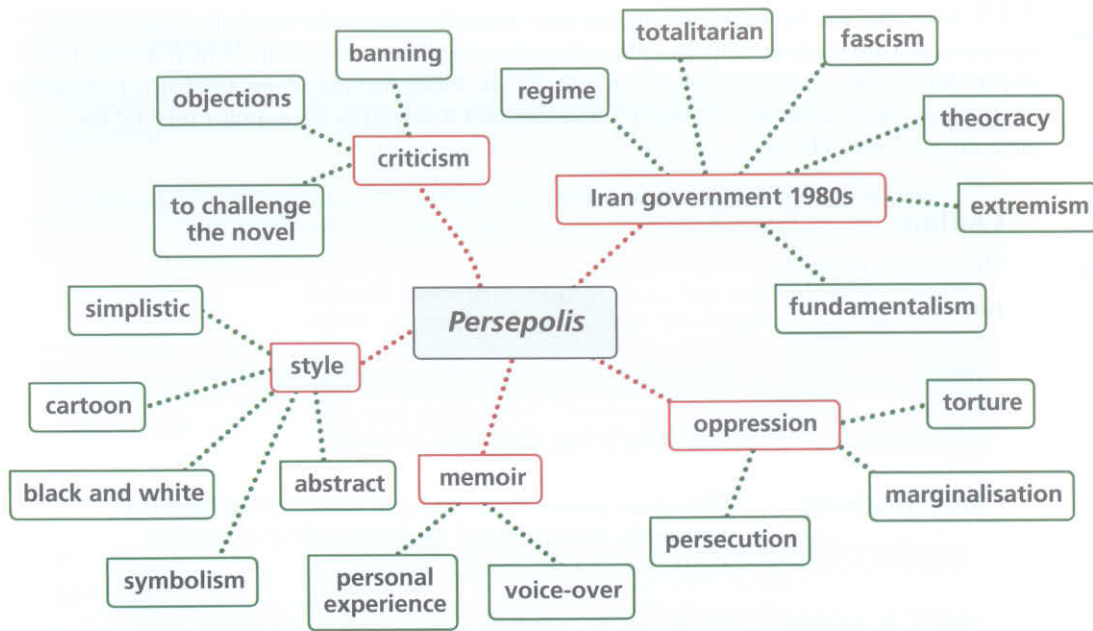 totalitarian
fascism
banning
regime
objections
theocracy
criticism
Iran government 1980s
extremism
to challenge
the novel
simplistic
fundamentalism
Persepolis
style
cartoon
torture
oppression
black and white
abstract
memoir
marginalisation
persecution
symbolism
personal
experience
voice-over